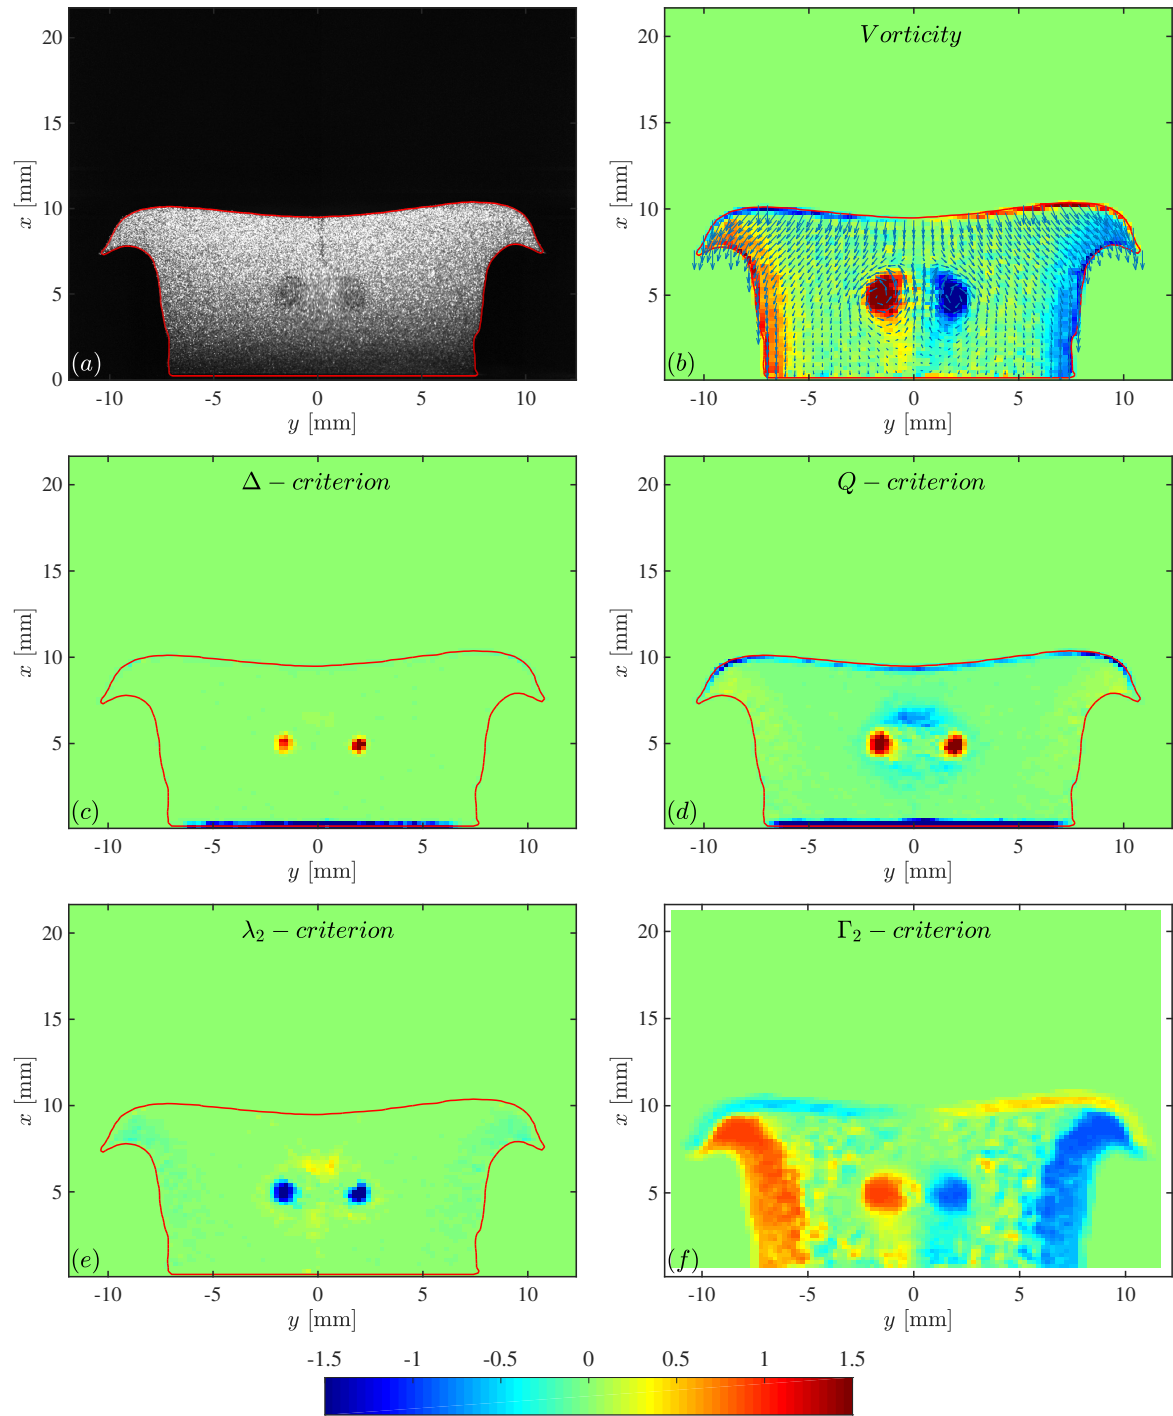 20
15
10
5
0
x [mm]
(a)
-10 -5 0 5 10
y [mm]
Vorticity
20
15
10
5
x [mm]
(b)
-10 -5 0 5 10
y [mm]
Δ − criterion
20
15
10
5
x [mm]
(c)
-10 -5 0 5 10
y [mm]
Q − criterion
20
15
10
5
x [mm]
(d)
-10 -5 0 5 10
y [mm]
λ₂ − criterion
20
15
10
5
x [mm]
(e)
-10 -5 0 5 10
y [mm]
Γ₂ − criterion
20
15
10
5
x [mm]
(f)
-10 -5 0 5 10
y [mm]
-1.5 -1 -0.5 0 0.5 1 1.5